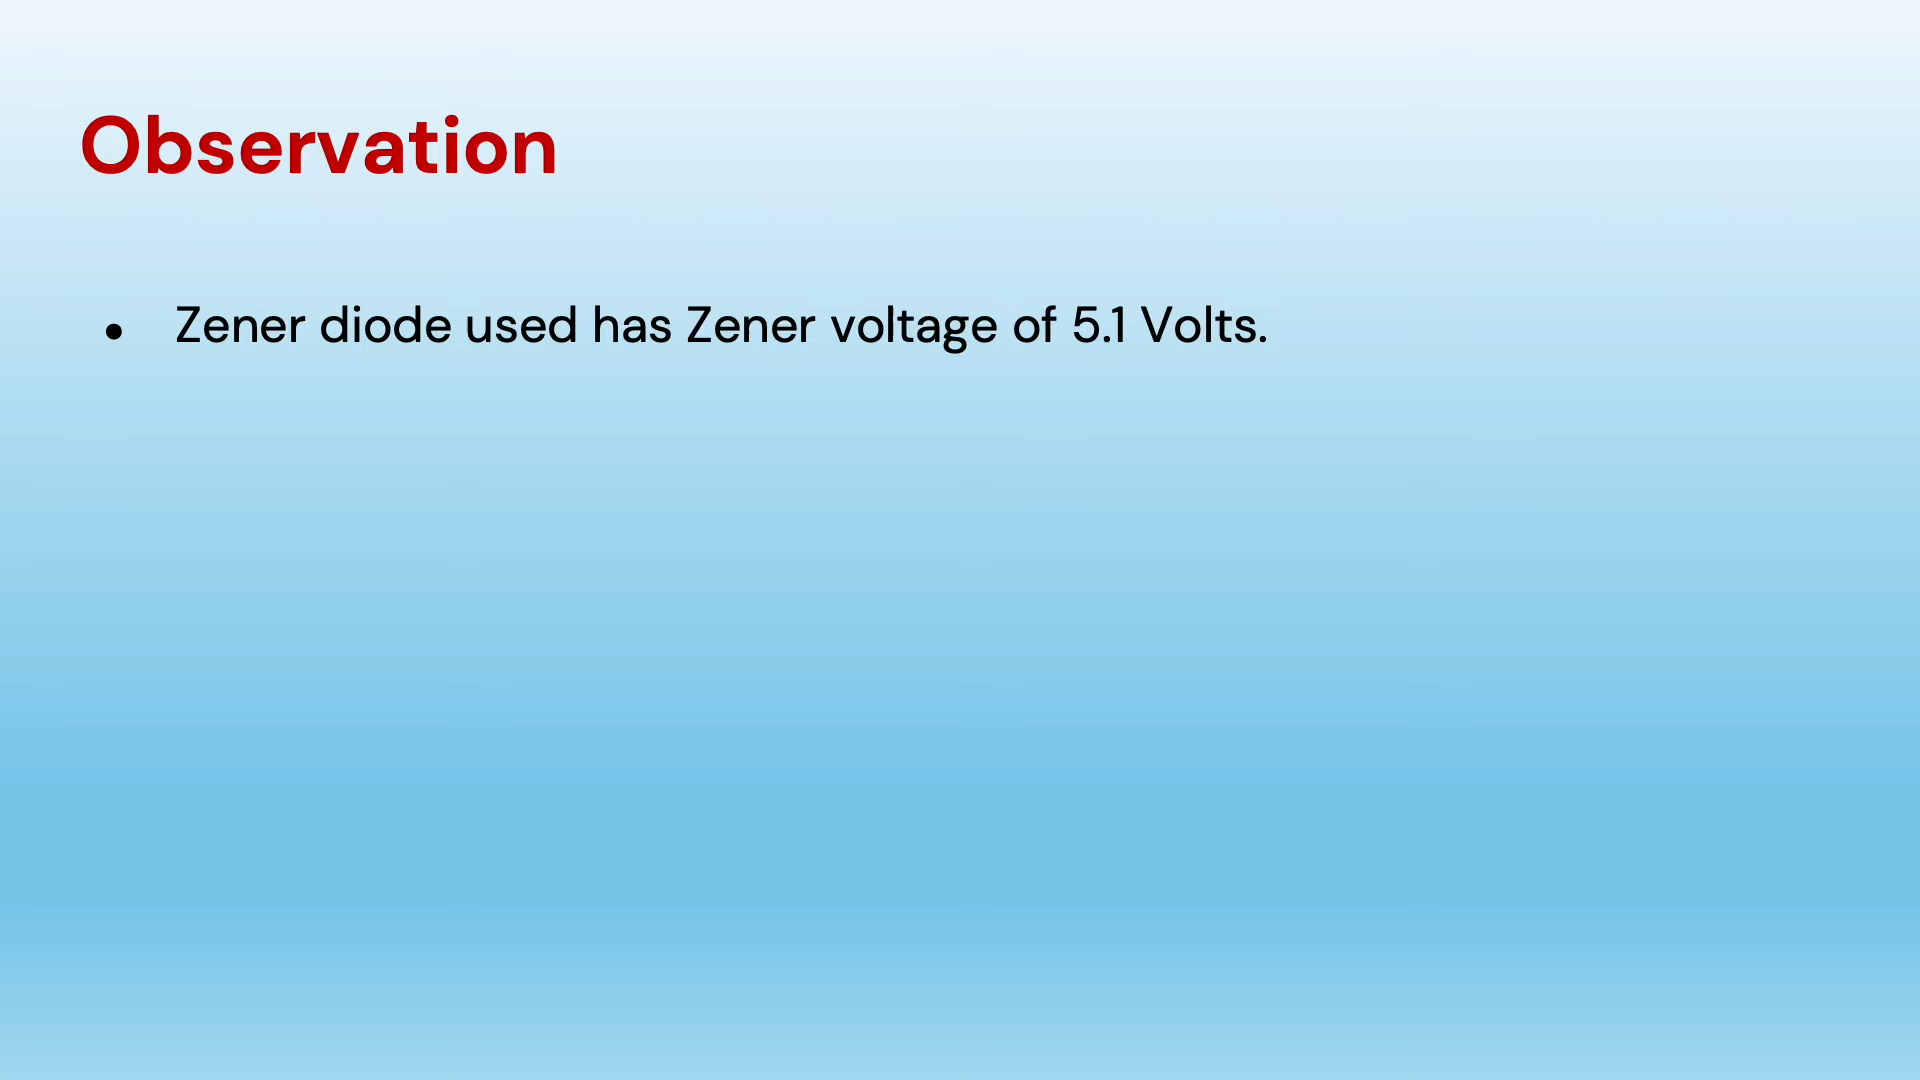 Observation
● Zener diode used has Zener voltage of 5.1 Volts.